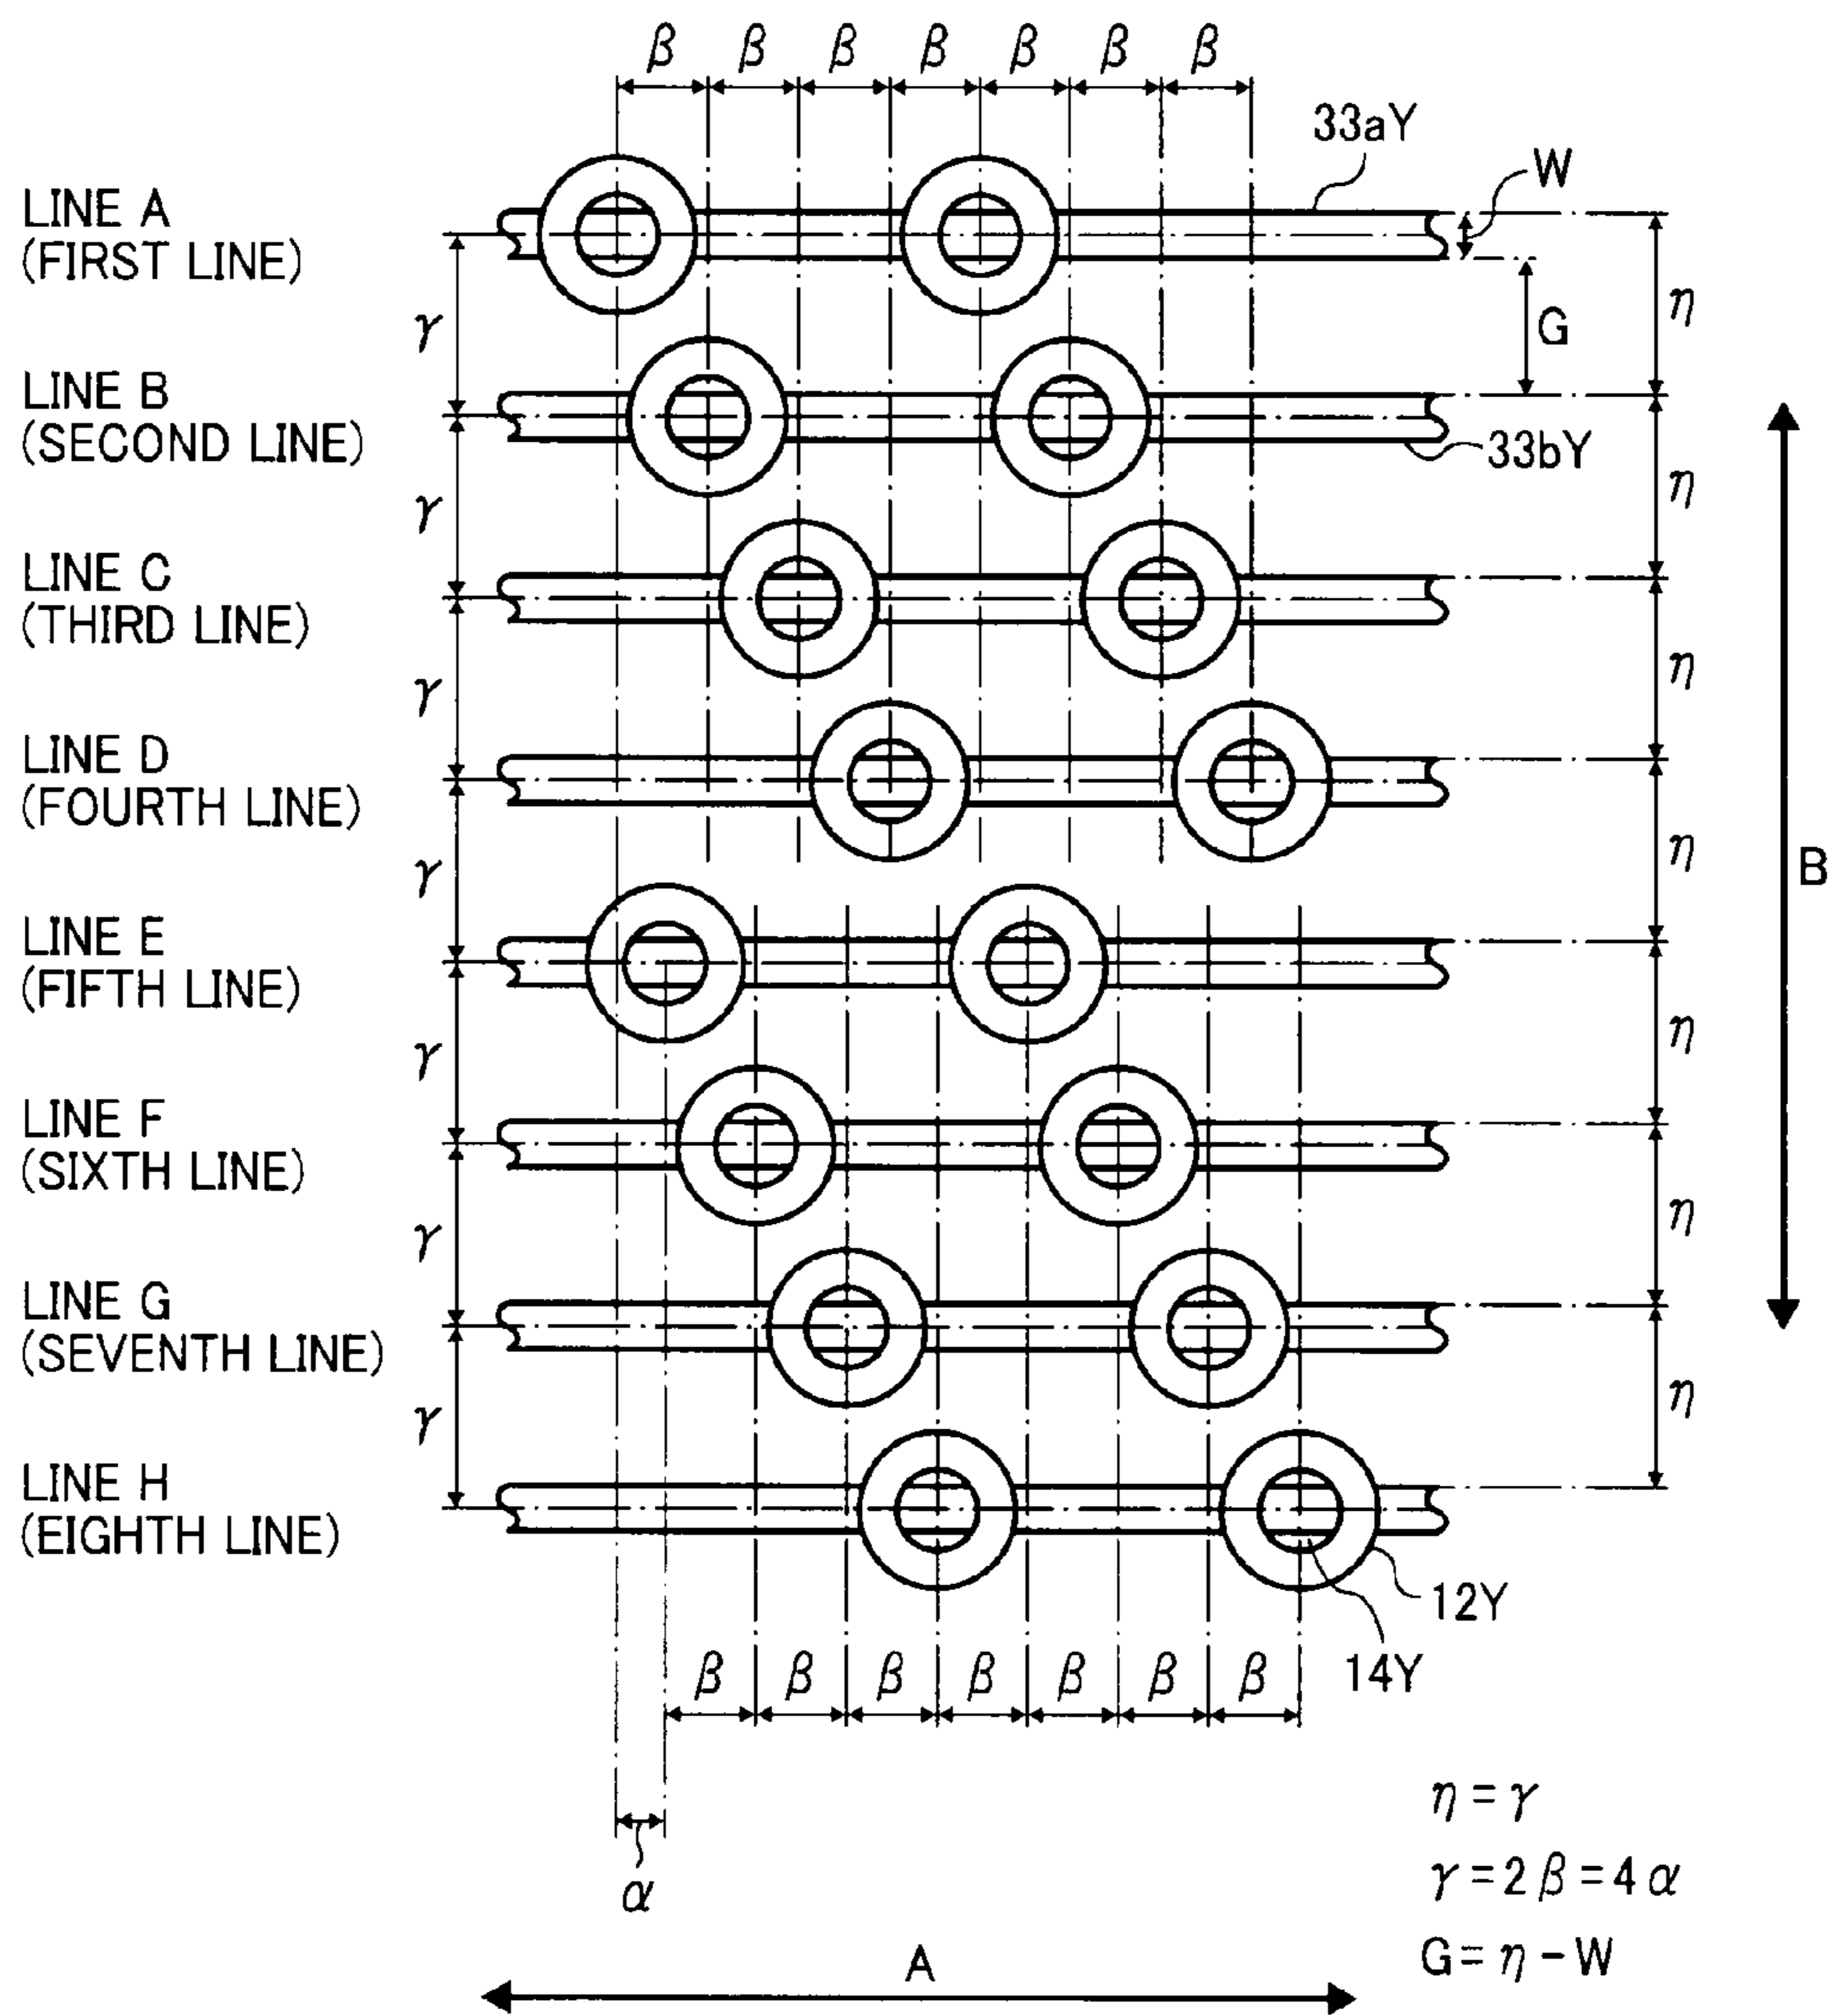 β β β β β β β
33aY
W
LINE A
(FIRST LINE)
η
G
γ
LINE B
(SECOND LINE)
33bY
η
γ
LINE C
(THIRD LINE)
η
γ
LINE D
(FOURTH LINE)
η
B
γ
LINE E
(FIFTH LINE)
η
γ
LINE F
(SIXTH LINE)
η
γ
LINE G
(SEVENTH LINE)
η
γ
LINE H
(EIGHTH LINE)
12Y
14Y
β β β β β β β
α
η = γ
γ = 2 β = 4 α
G = η - W
A